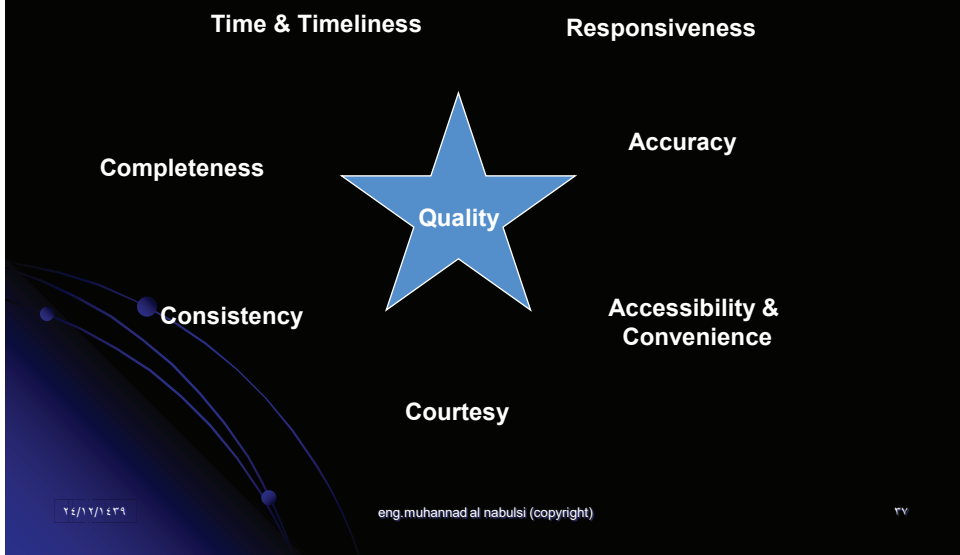 Time & Timeliness
Responsiveness
Accuracy
Completeness
Quality
Consistency
Accessibility &
Convenience
Courtesy
٢٤/١٢/١٤٣٩
eng.muhannad al nabulsi (copyright)
٣٧